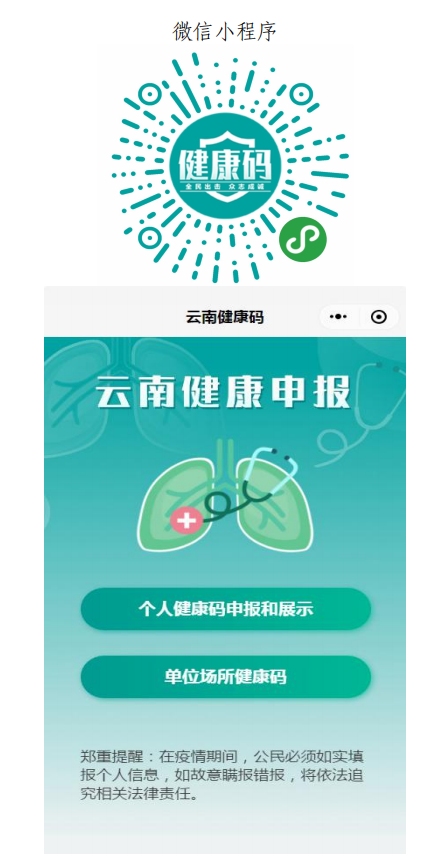 微信小程序
健康码
全民出击 众志成诚
云南健康码
云南健康申报
个人健康码申报和展示
单位场所健康码
郑重提醒：在疫情期间，公民必须如实填
报个人信息，如故意瞒报错报，将依法追
究相关法律责任。